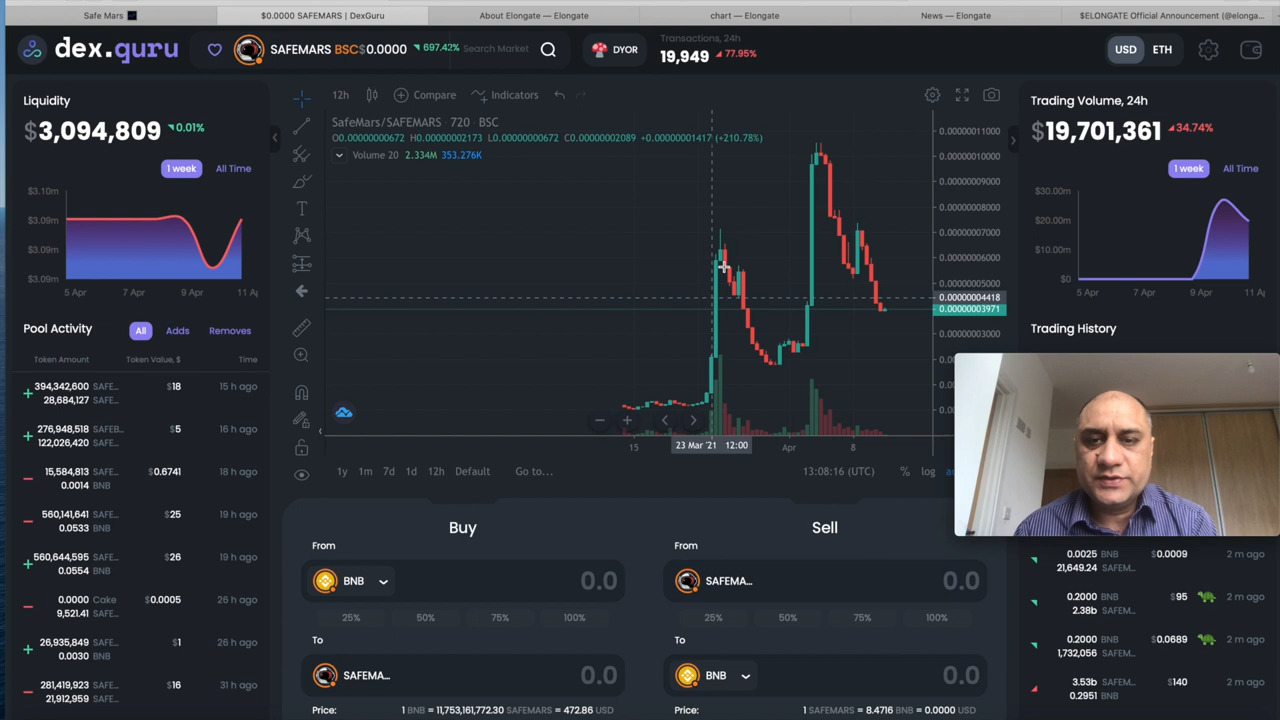 Safe Mars
$0.0000 SAFEMARS | DexGuru
About Elongate — Elongate
chart — Elongate
News — Elongate
$ELONGATE Official Announcement (@elonga...
dex.guru
SAFEMARS BSC $0.0000 697.42%
Search Market
DYOR
Transactions, 24h
19,949 77.95%
USD
ETH
Liquidity
$3,094,809 0.01%
1 week
All Time
$3.10m
$3.09m
$3.09m
$3.09m
5 Apr 7 Apr 9 Apr 11 A
Pool Activity
All
Adds
Removes
Token Amount Token Value, $ Time
394,342,600 SAFE... $18 15 h ago
28,684,127 SAFE...
276,948,518 SAFEB... $5 16 h ago
122,026,420 SAFE...
15,584,813 SAFE... $0.6741 18 h ago
0.0014 BNB
560,141,641 SAFE... $25 19 h ago
0.0533 BNB
560,644,595 SAFE... $26 19 h ago
0.0554 BNB
0.0000 Cake $0.0005 26 h ago
9,521.41 SAFE...
26,935,849 SAFE... $1 26 h ago
0.0030 BNB
281,419,923 SAFE... $16 31 h ago
21,912,959 SAFE...
12h
Compare
Indicators
SafeMars/SAFEMARS · 720 · BSC
O0.00000000672 H0.00000002173 L0.00000000672 C0.00000002089 +0.00000001417 (+210.78%)
Volume 20 2.334M 353.276K
0.00000011000
0.00000010000
0.00000009000
0.00000008000
0.00000007000
0.00000006000
0.00000005000
0.00000004418
0.00000003971
0.00000003000
15
23 Mar '21 12:00
Apr
8
1y 1m 7d 1d 12h Default Go to...
13:08:16 (UTC)
%
log
Buy
From
BNB
0.0
25% 50% 75% 100%
To
SAFEMA...
0.0
Price: 1 BNB = 11,753,161,772.30 SAFEMARS = 472.86 USD
Sell
From
SAFEMA...
0.0
25% 50% 75% 100%
To
BNB
0.0
Price: 1 SAFEMARS = 8.4716 BNB = 0.0000 USD
Trading Volume, 24h
$19,701,361 34.74%
1 week
All Time
$30.00m
$20.00m
$10.00m
$0
5 Apr 7 Apr 9 Apr 11 A
Trading History
0.0025 BNB $0.0009 2 m ago
21,649.24 SAFEM...
0.2000 BNB $95 2 m ago
2.38b SAFEM...
0.2000 BNB $0.0689 2 m ago
1,732,056 SAFEM...
3.53b SAFEM... $140 2 m ago
0.2951 BNB